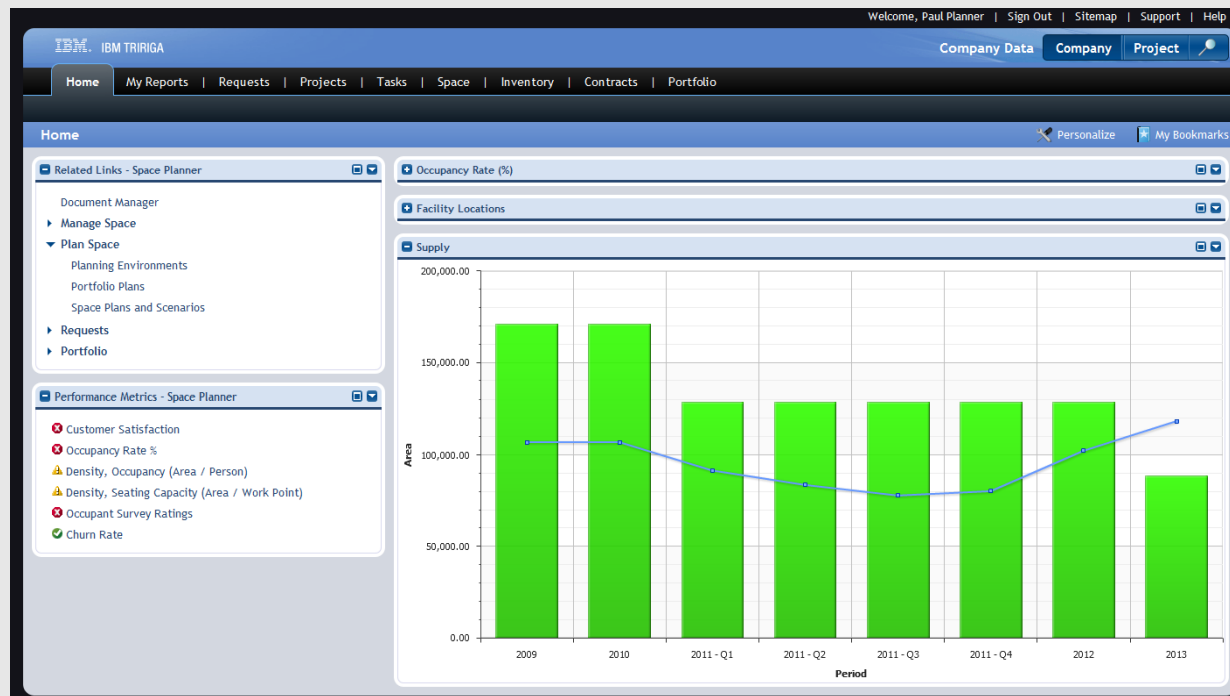 Welcome, Paul Planner | Sign Out | Sitemap | Support | Help
IBM. IBM TRIRIGA
Company Data Company Project
Home My Reports | Requests | Projects | Tasks | Space | Inventory | Contracts | Portfolio
Home
Personalize My Bookmarks
Related Links - Space Planner
Document Manager
Manage Space
Plan Space
Planning Environments
Portfolio Plans
Space Plans and Scenarios
Requests
Portfolio
Performance Metrics - Space Planner
Customer Satisfaction
Occupancy Rate %
Density, Occupancy (Area / Person)
Density, Seating Capacity (Area / Work Point)
Occupant Survey Ratings
Churn Rate
Occupancy Rate (%)
Facility Locations
Supply
200,000.00
150,000.00
100,000.00
50,000.00
0.00
Area
2009 2010 2011 - Q1 2011 - Q2 2011 - Q3 2011 - Q4 2012 2013
Period